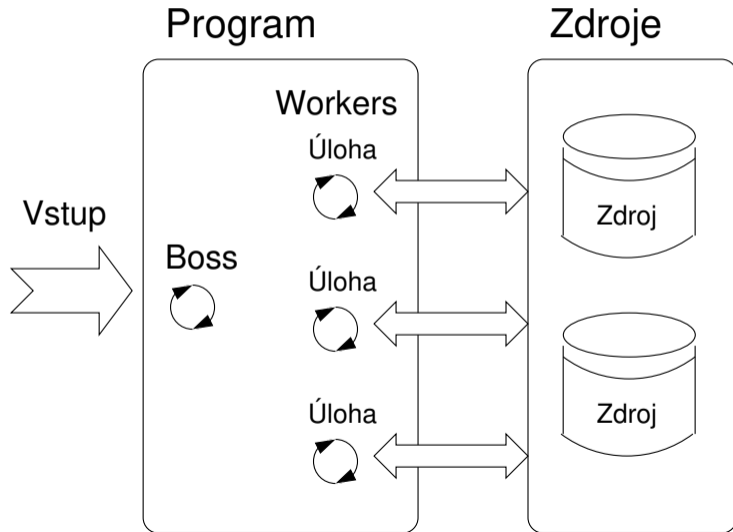 Program
Zdroje
Workers
Úloha
Vstup
Zdroj
Boss
Úloha
Úloha
Zdroj